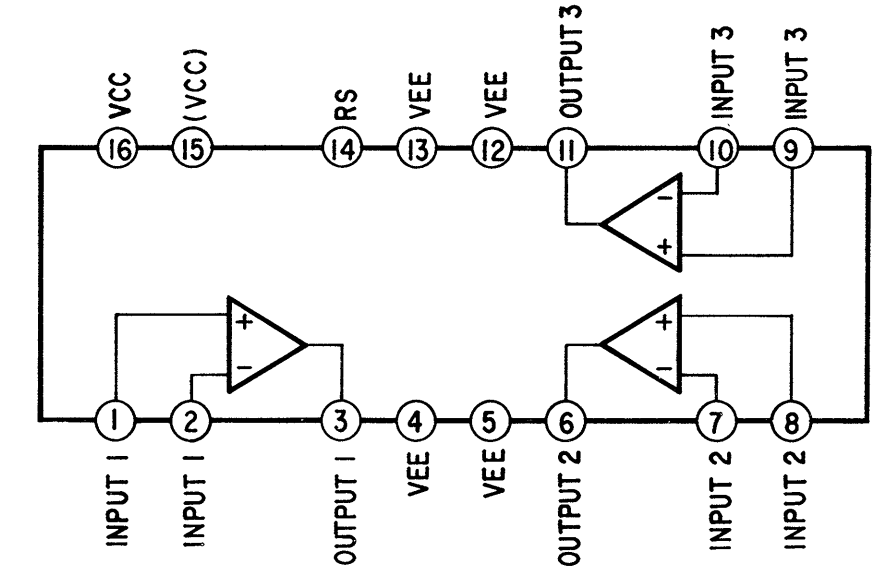 VCC
(VCC)
RS
VEE
VEE
OUTPUT 3
INPUT 3
INPUT 3
16
15
14
13
12
11
10
9
-
+
+
-
+
-
1
2
3
4
5
6
7
8
INPUT 1
INPUT 1
OUTPUT 1
VEE
VEE
OUTPUT 2
INPUT 2
INPUT 2